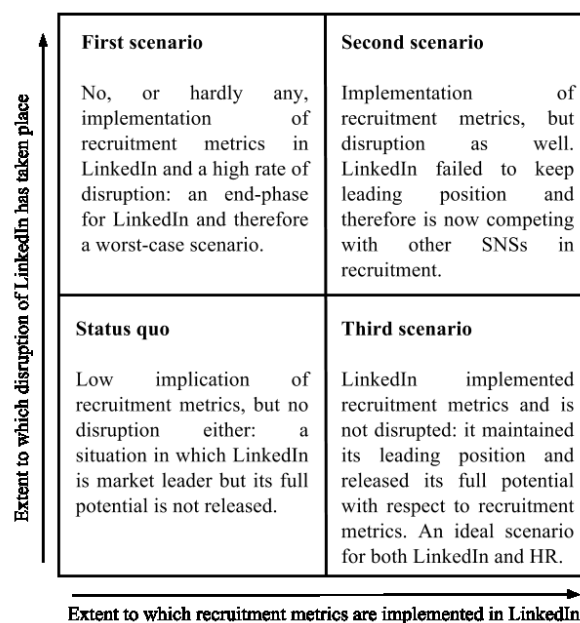 Extent to which disruption of LinkedIn has taken place
First scenario
No, or hardly any,
implementation of
recruitment metrics in
LinkedIn and a high rate of
disruption: an end-phase
for LinkedIn and therefore
a worst-case scenario.
Second scenario
Implementation of
recruitment metrics, but
disruption as well.
LinkedIn failed to keep
leading position and
therefore is now competing
with other SNSs in
recruitment.
Status quo
Low implication of
recruitment metrics, but no
disruption either: a
situation in which LinkedIn
is market leader but its full
potential is not released.
Third scenario
LinkedIn implemented
recruitment metrics and is
not disrupted: it maintained
its leading position and
released its full potential
with respect to recruitment
metrics. An ideal scenario
for both LinkedIn and HR.
Extent to which recruitment metrics are implemented in LinkedIn